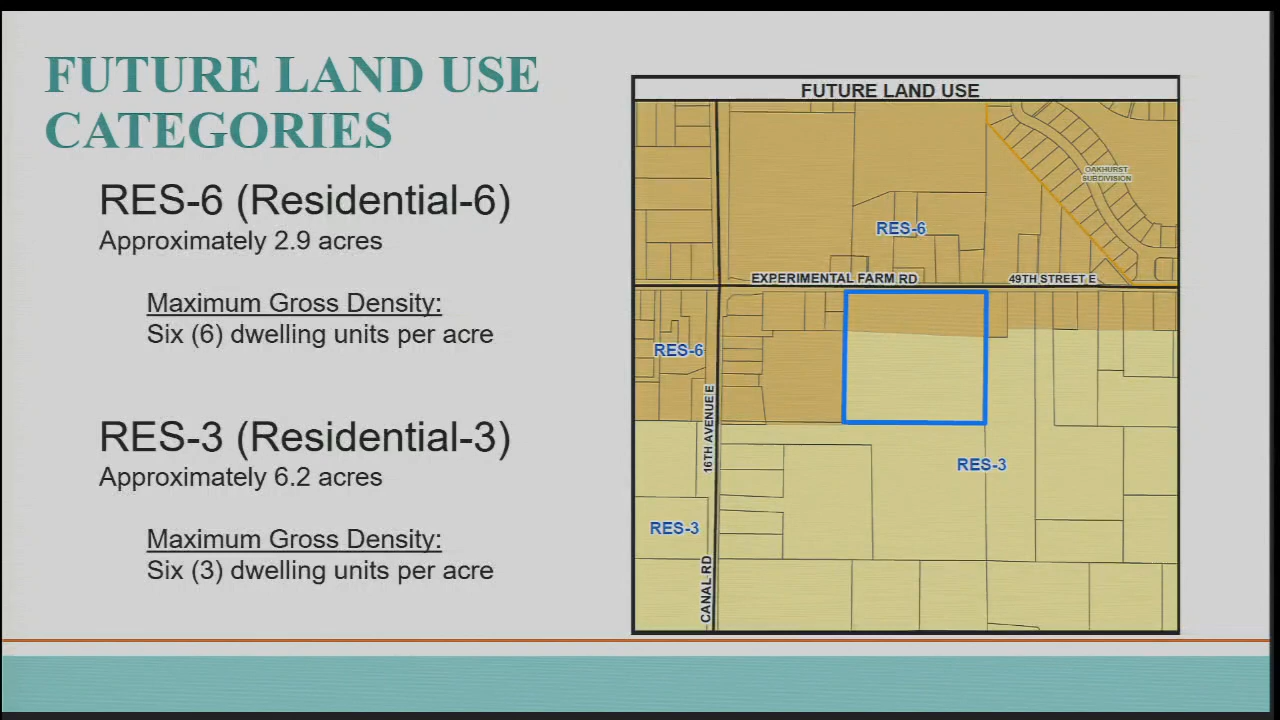 FUTURE LAND USE
CATEGORIES
RES-6 (Residential-6)
Approximately 2.9 acres
Maximum Gross Density:
Six (6) dwelling units per acre
RES-3 (Residential-3)
Approximately 6.2 acres
Maximum Gross Density:
Six (3) dwelling units per acre
FUTURE LAND USE
OAKHURST
SUBDIVISION
RES-6
EXPERIMENTAL FARM RD
49TH STREET E
RES-6
16TH AVENUE E
RES-3
RES-3
CANAL RD